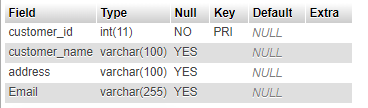 Field Type Null Key Default Extra
customer_id int(11) NO PRI NULL
customer_name varchar(100) YES NULL
address varchar(100) YES NULL
Email varchar(255) YES NULL